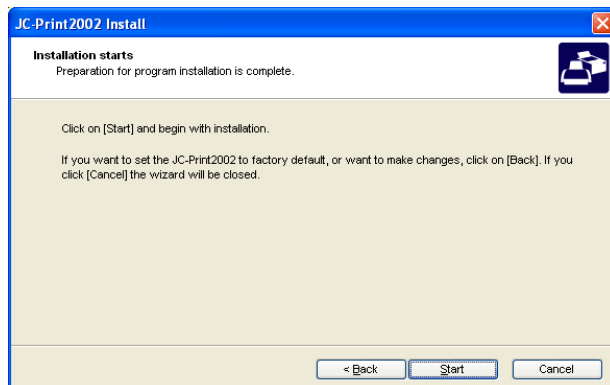 JC-Print2002 Install
Installation starts
Preparation for program installation is complete.
Click on [Start] and begin with installation.
If you want to set the JC-Print2002 to factory default, or want to make changes, click on [Back]. If you
click [Cancel] the wizard will be closed.
< Back Start Cancel